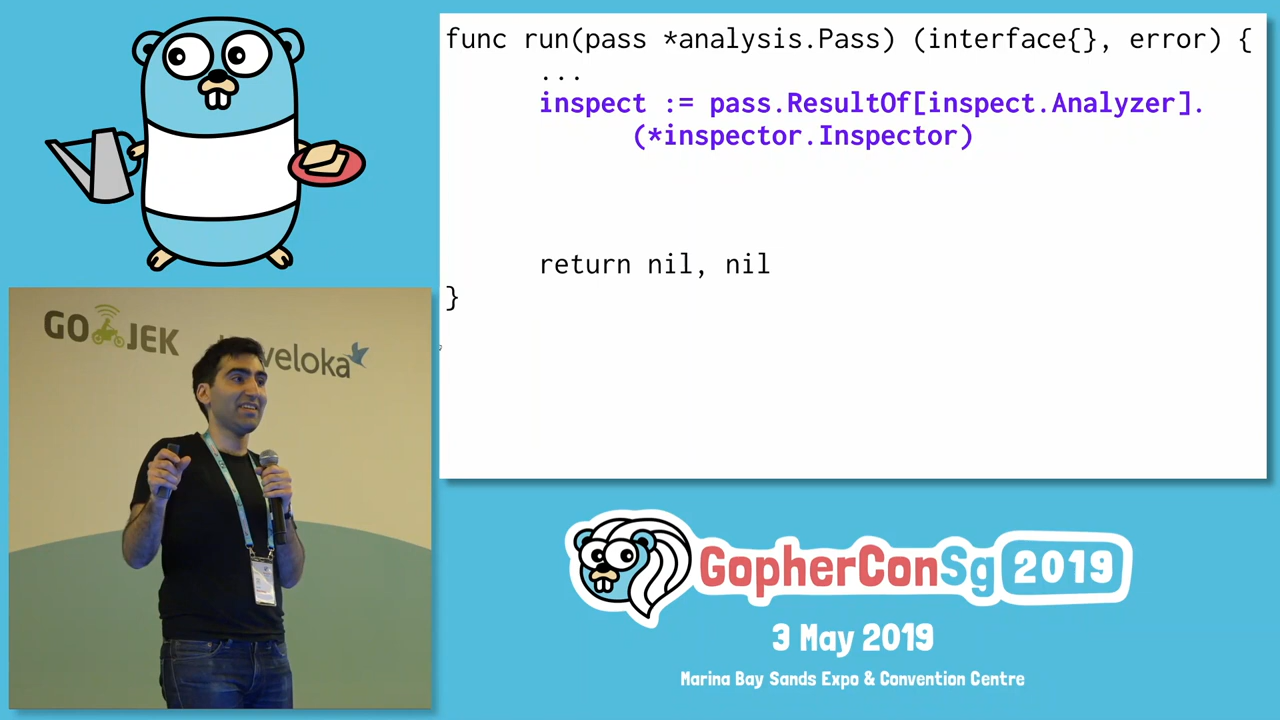 func run(pass *analysis.Pass) (interface{}, error) {
...
inspect := pass.ResultOf[inspect.Analyzer].
(*inspector.Inspector)
return nil, nil
}
GO JEK
veloka
GopherConSg 2019
3 May 2019
Marina Bay Sands Expo & Convention Centre